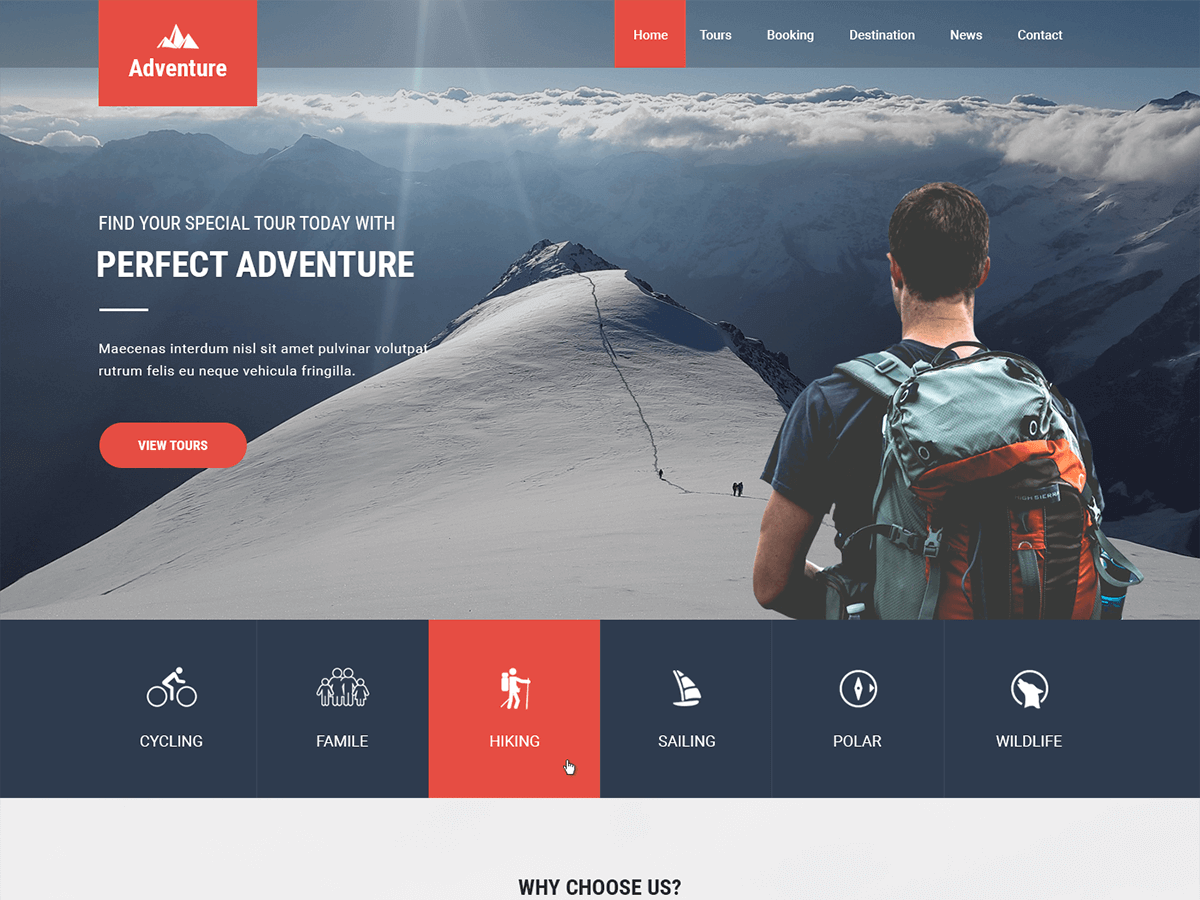 Adventure
Home
Tours
Booking
Destination
News
Contact
FIND YOUR SPECIAL TOUR TODAY WITH
PERFECT ADVENTURE
Maecenas interdum nisl sit amet pulvinar volutpat
rutrum felis eu neque vehicula fringilla.
VIEW TOURS
HIGH SIERRA
CYCLING
FAMILE
HIKING
SAILING
POLAR
WILDLIFE
WHY CHOOSE US?